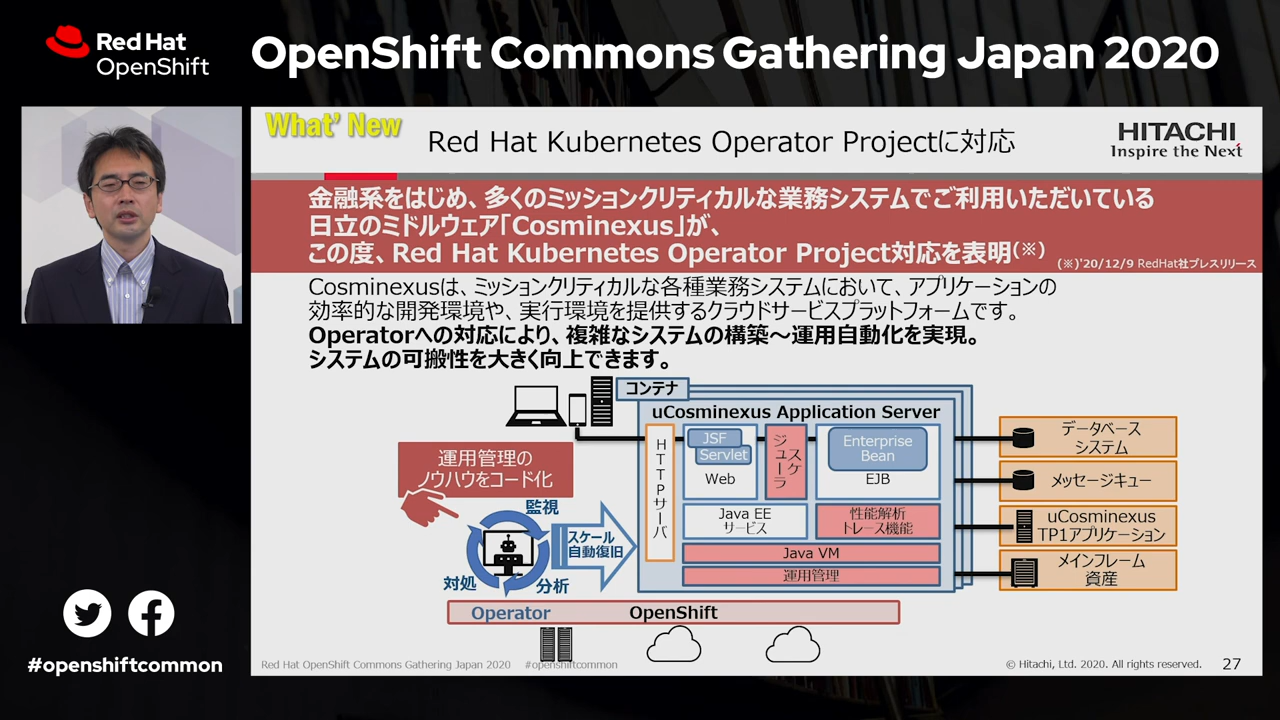 Red Hat
OpenShift
OpenShift Commons Gathering Japan 2020
What' New
Red Hat Kubernetes Operator Projectに対応
HITACHI
Inspire the Next
金融系をはじめ、多くのミッションクリティカルな業務システムでご利用いただいている
日立のミドルウェア「Cosminexus」が、
この度、Red Hat Kubernetes Operator Project対応を表明(※)
(※)'20/12/9 RedHat社プレスリリース
Cosminexusは、ミッションクリティカルな各種業務システムにおいて、アプリケーションの
効率的な開発環境や、実行環境を提供するクラウドサービスプラットフォームです。
Operatorへの対応により、複雑なシステムの構築～運用自動化を実現。
システムの可搬性を大きく向上できます。
コンテナ
uCosminexus Application Server
HTTPサーバ
JSF
Servlet
Web
スケジューラ
Enterprise
Bean
EJB
Java EE
サービス
性能解析
トレース機能
Java VM
運用管理
データベース
システム
メッセージキュー
uCosminexus
TP1アプリケーション
メインフレーム
資産
運用管理の
ノウハウをコード化
監視
対処
分析
スケール
自動復旧
Operator
OpenShift
#openshiftcommon
Red Hat OpenShift Commons Gathering Japan 2020 #openshiftcommon
© Hitachi, Ltd. 2020. All rights reserved.
27